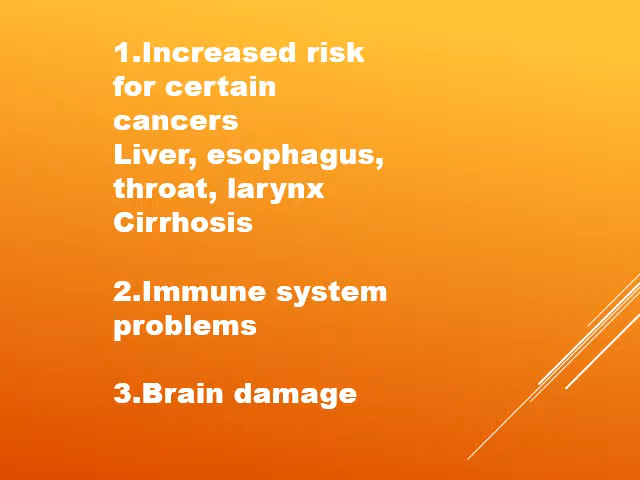 1.Increased risk
for certain
cancers
Liver, esophagus,
throat, larynx
Cirrhosis
2.Immune system
problems
3.Brain damage